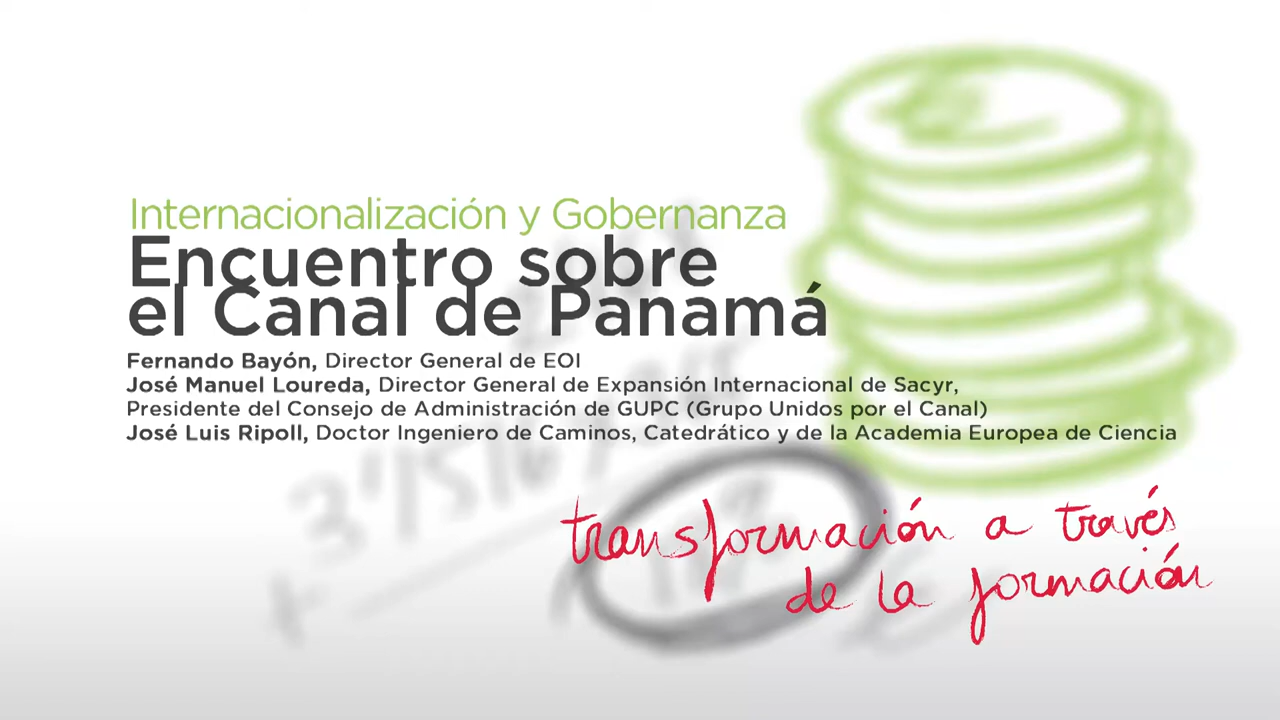 Internacionalización y Gobernanza
Encuentro sobre
el Canal de Panamá
Fernando Bayón, Director General de EOI
José Manuel Loureda, Director General de Expansión Internacional de Sacyr,
Presidente del Consejo de Administración de GUPC (Grupo Unidos por el Canal)
José Luis Ripoll, Doctor Ingeniero de Caminos, Catedrático y de la Academia Europea de Ciencia
transformación a través
de la formación